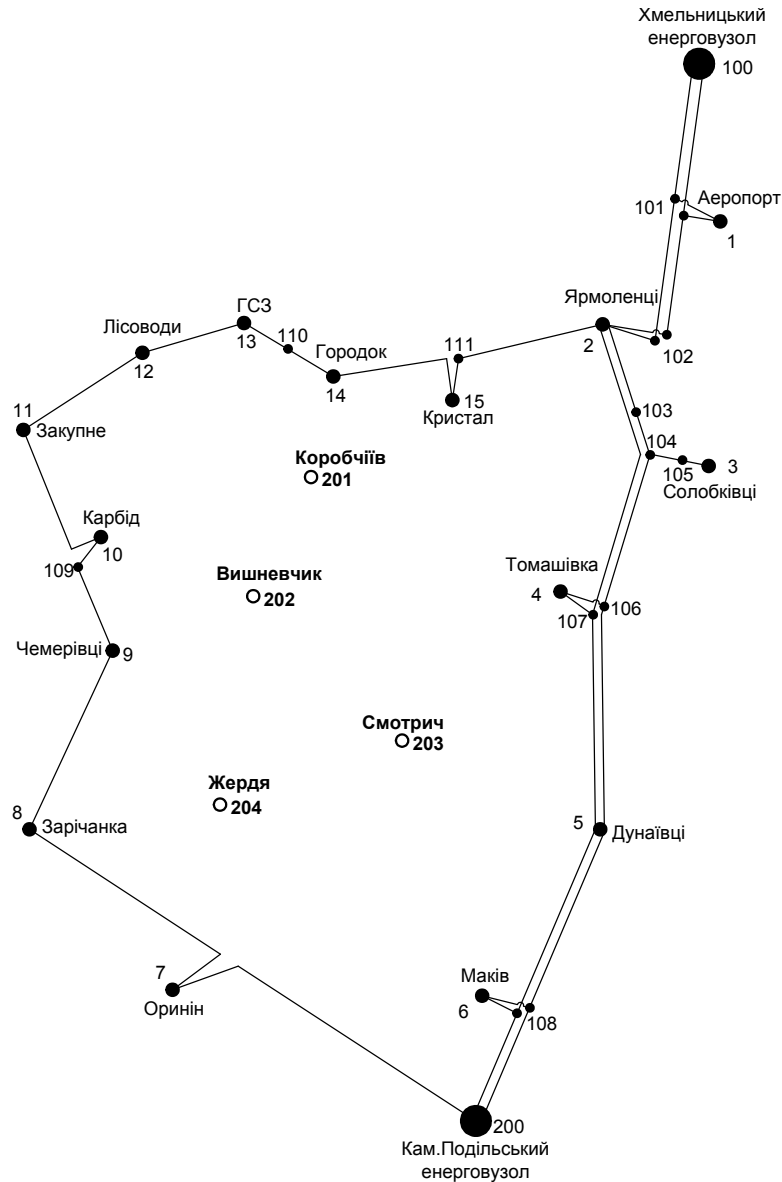 Хмельницький
енерговузол
100
Аеропорт
101
1
Ярмоленці
ГСЗ
2
102
Лісоводи
13
110
Городок
111
12
14
15
103
11
Закупне
Кристал
104
105
3
Солобківці
Коробчіїв
201
Карбід
10
109
Томашівка
Вишневчик
202
4
106
107
Чемерівці
9
Смотрич
203
Жердя
204
8
Зарічанка
5
Дунаївці
7
Маків
Оринін
6
108
200
Кам.Подільський
енерговузол